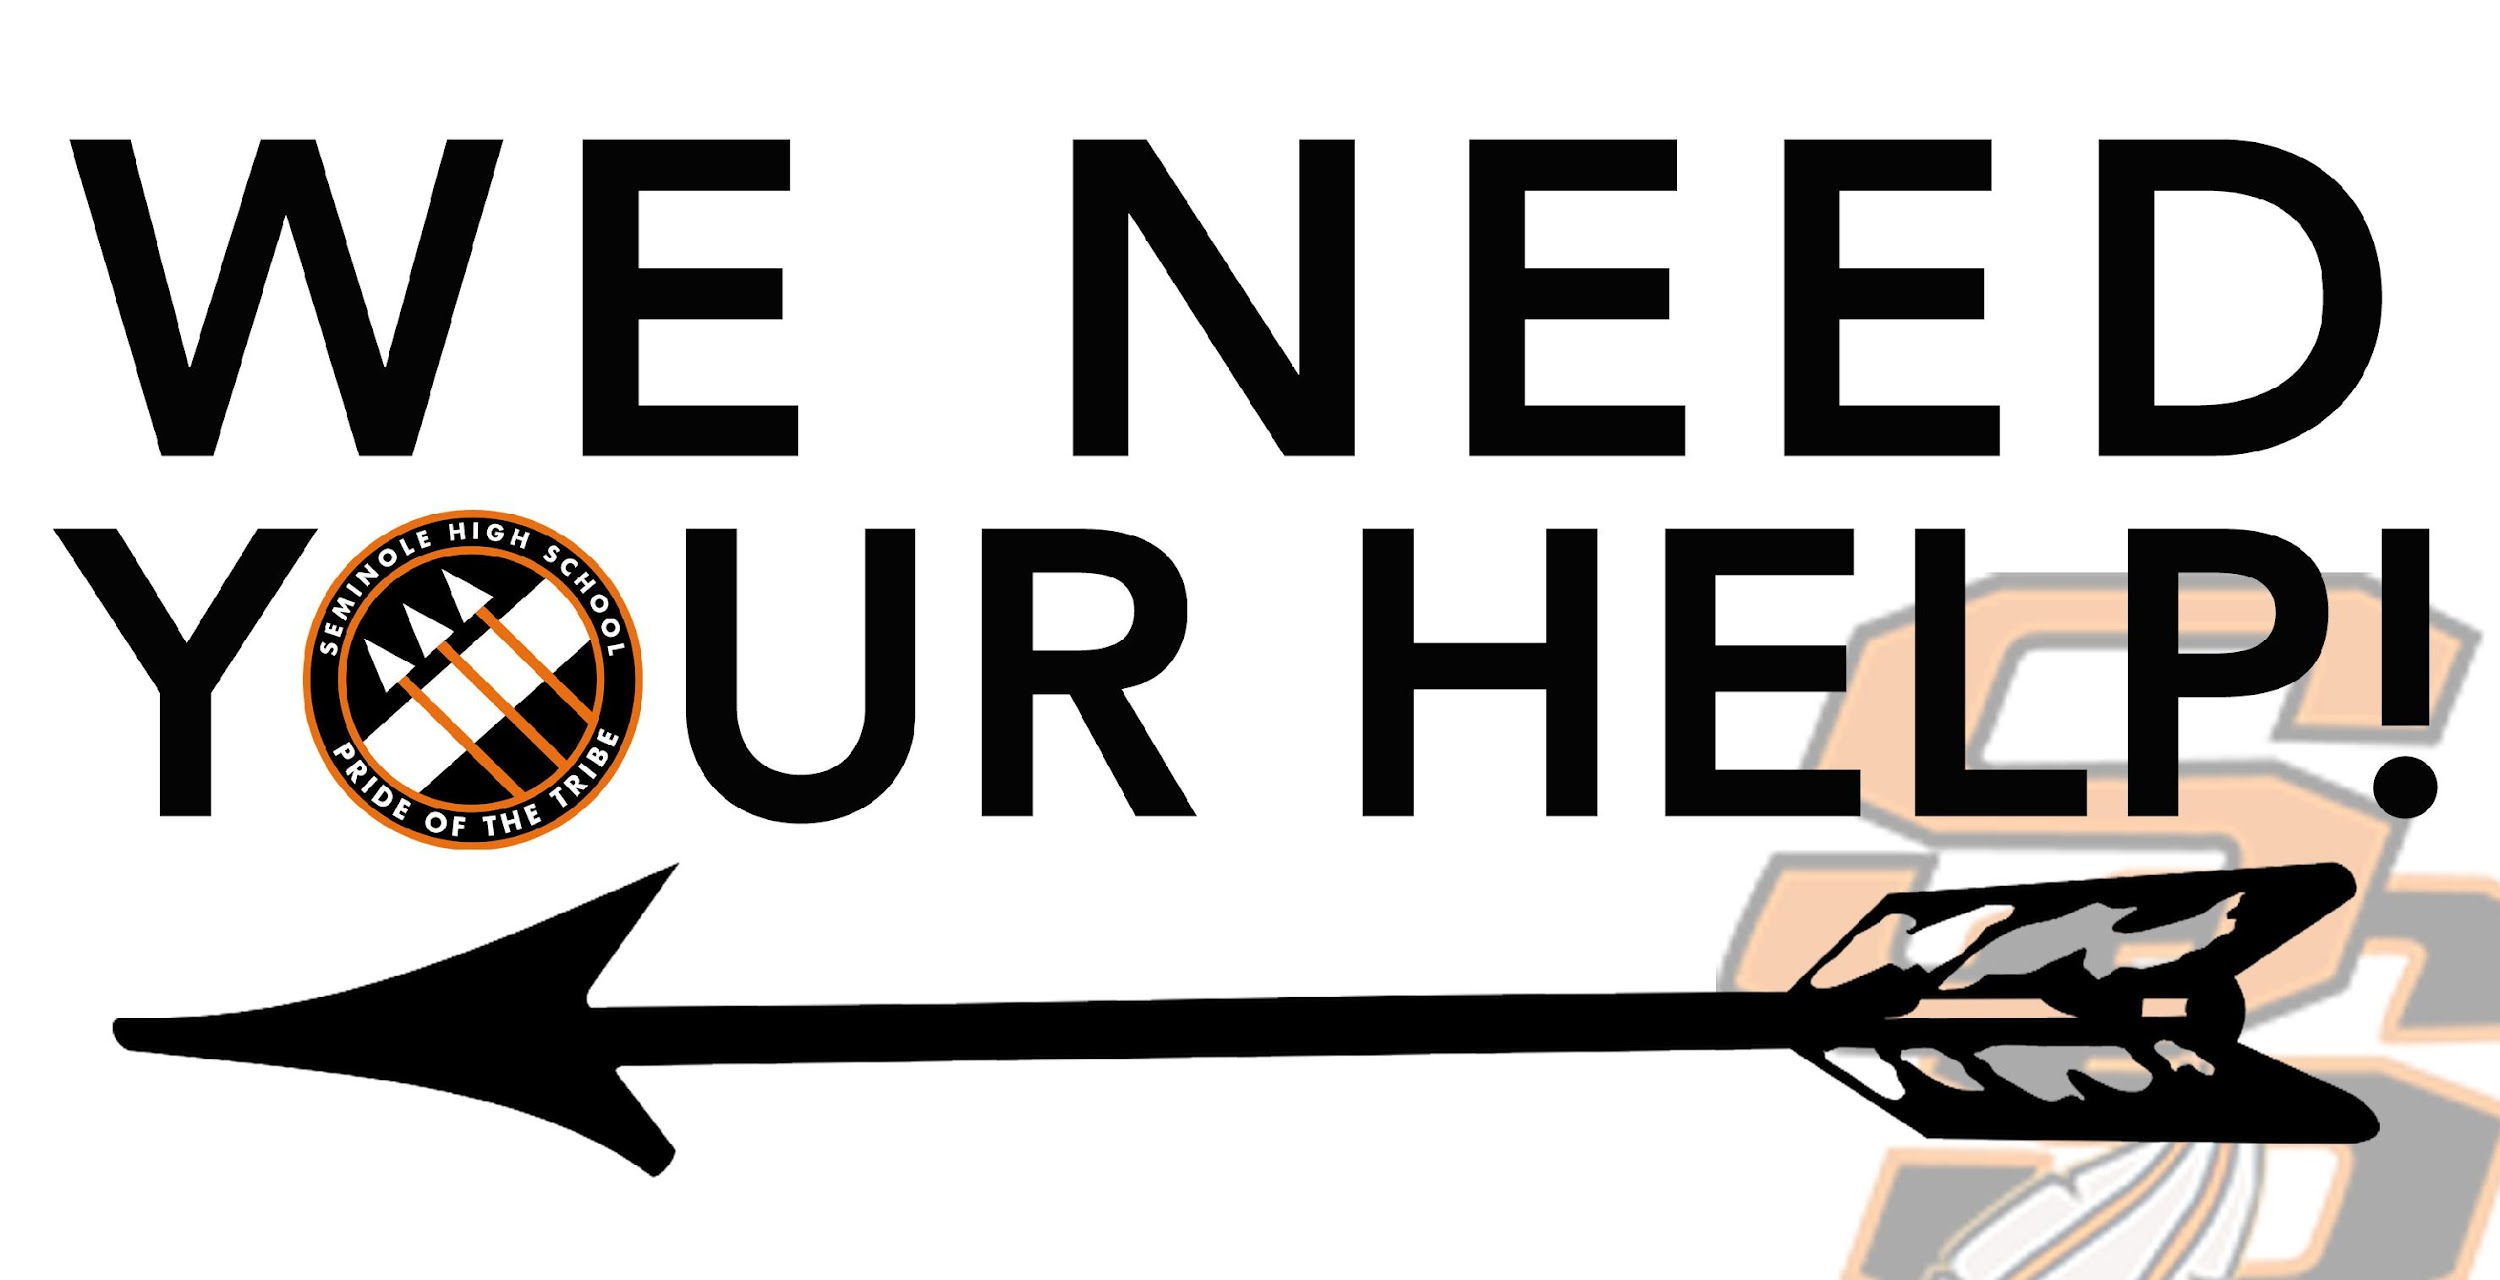 WE NEED
YOUR HELP!
SEMINOLE HIGH SCHOOL
PRIDE OF THE TRIBE